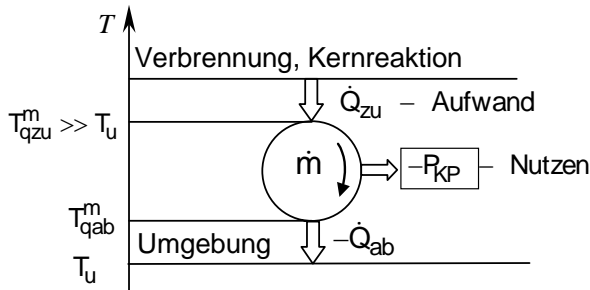 T
Verbrennung, Kernreaktion
Q̇zu – Aufwand
Tᵐqzu >> Tu
ṁ
–PKP – Nutzen
Tᵐqab
Umgebung
–Q̇ab
Tu